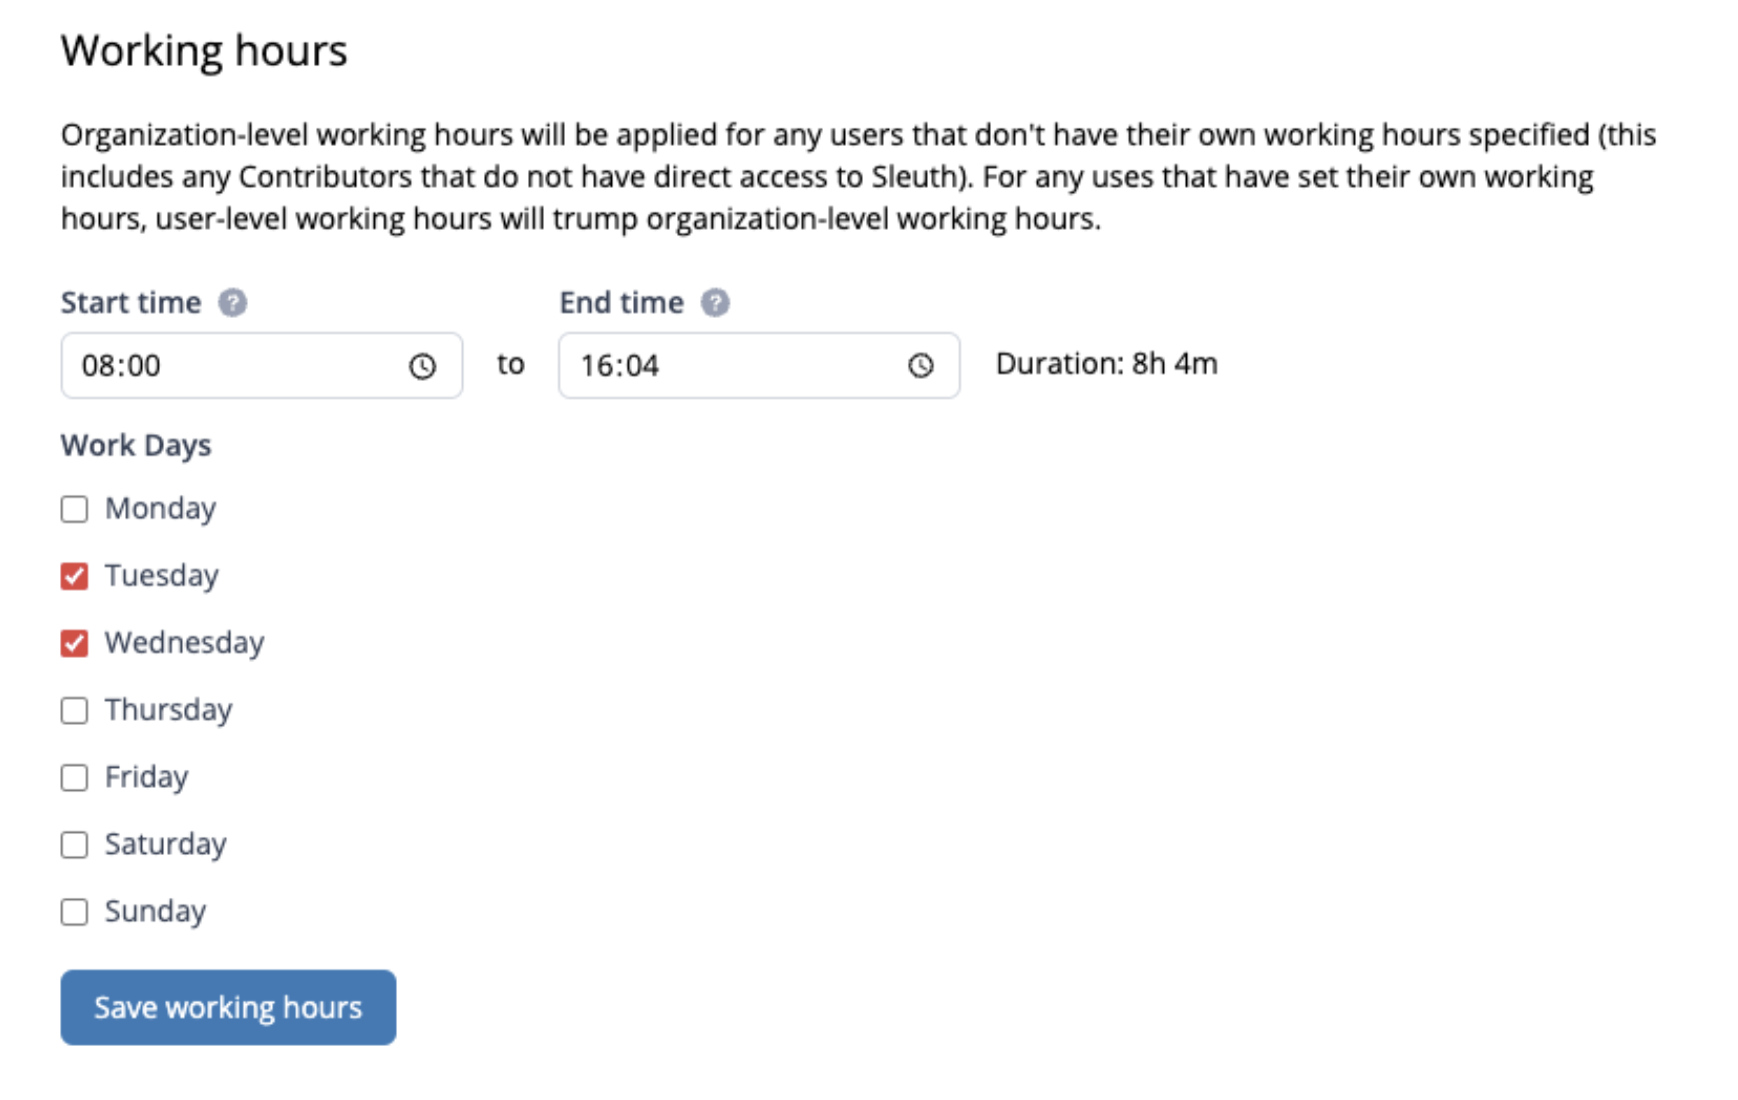 Working hours
Organization-level working hours will be applied for any users that don't have their own working hours specified (this
includes any Contributors that do not have direct access to Sleuth). For any uses that have set their own working
hours, user-level working hours will trump organization-level working hours.
Start time ? End time ?
08:00 to 16:04 Duration: 8h 4m
Work Days
Monday
Tuesday
Wednesday
Thursday
Friday
Saturday
Sunday
Save working hours